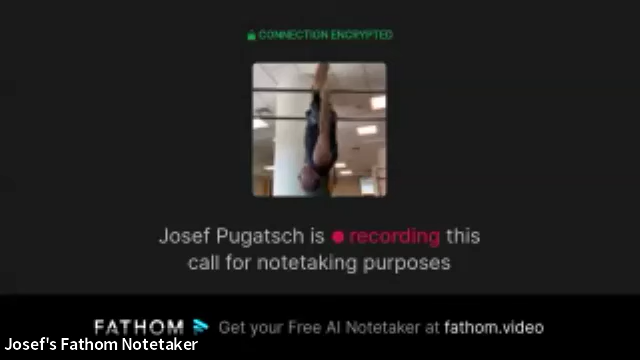 CONNECTION ENCRYPTED
Josef Pugatsch is recording this
call for notetaking purposes
FATHOM Get your Free AI Notetaker at fathom.video
Josef's Fathom Notetaker